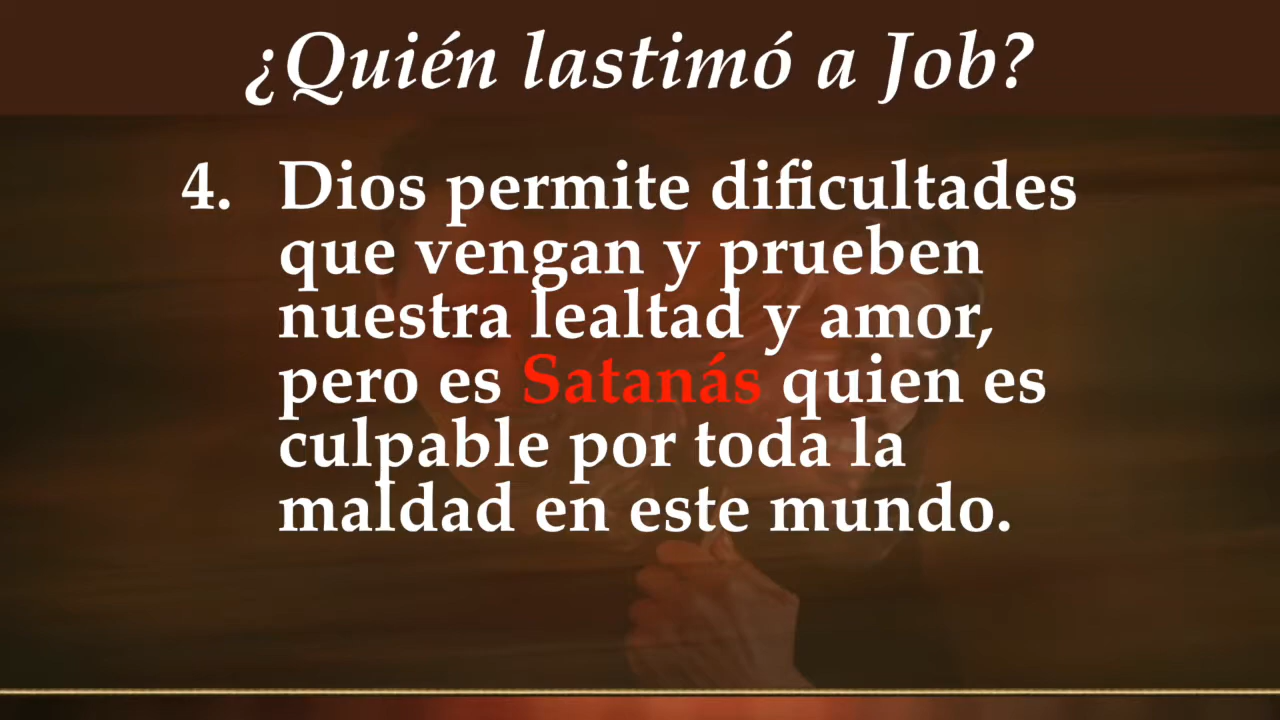 ¿Quién lastimó a Job?
4. Dios permite dificultades
que vengan y prueben
nuestra lealtad y amor,
pero es Satanás quien es
culpable por toda la
maldad en este mundo.